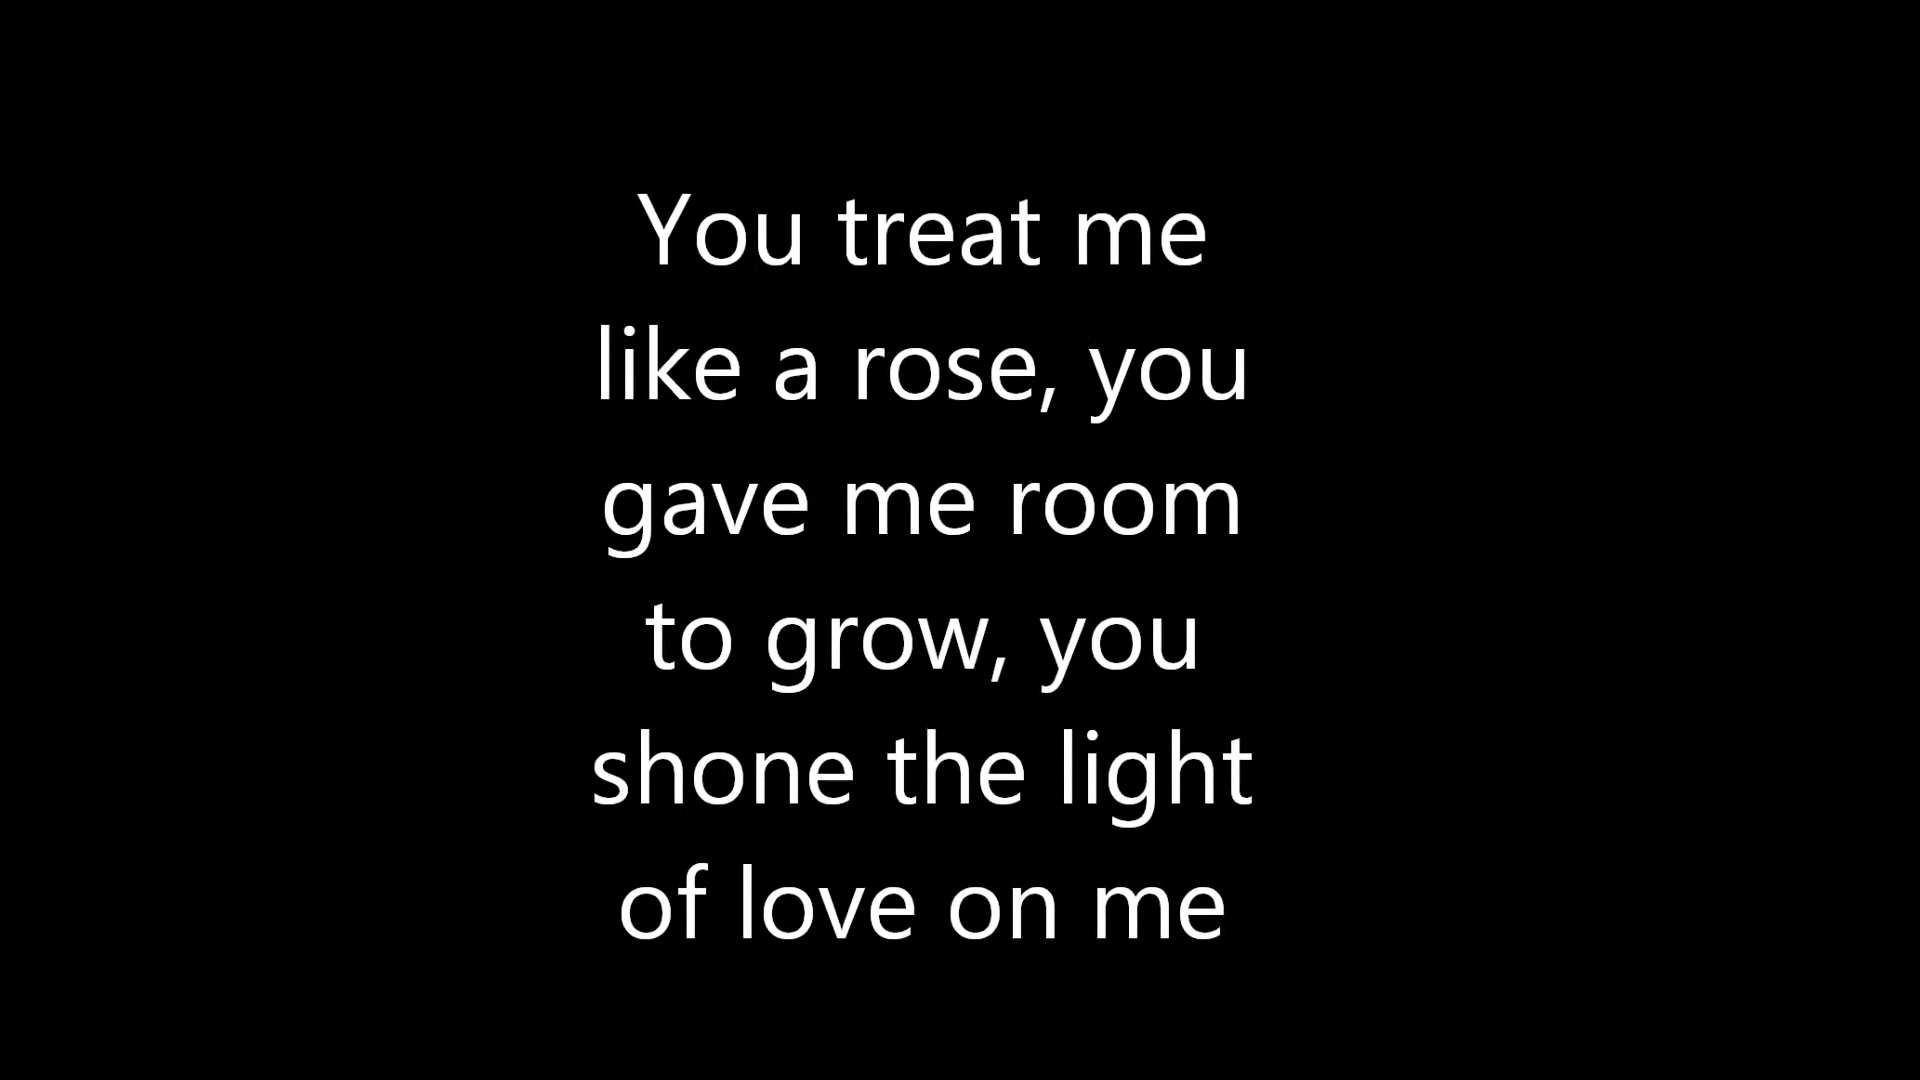 You treat me
like a rose, you
gave me room
to grow, you
shone the light
of love on me